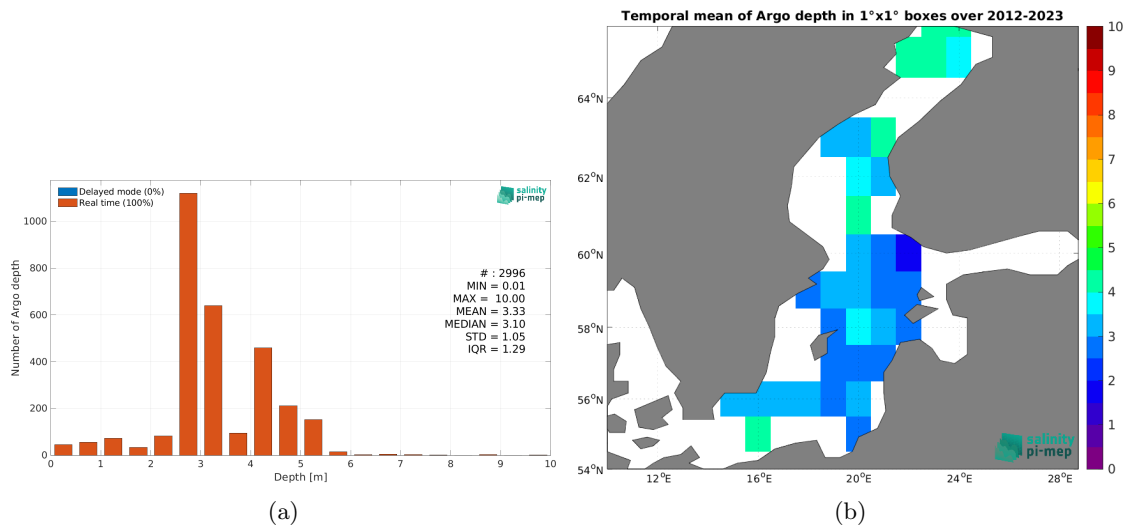 Delayed mode (0%)
Real time (100%)
salinity
pi-mep
# : 2996
MIN = 0.01
MAX = 10.00
MEAN = 3.33
MEDIAN = 3.10
STD = 1.05
IQR = 1.29
Number of Argo depth
1000
800
600
400
200
0
0 1 2 3 4 5 6 7 8 9 10
Depth [m]
(a)
Temporal mean of Argo depth in 1°x1° boxes over 2012-2023
64°N
62°N
60°N
58°N
56°N
54°N
12°E 16°E 20°E 24°E 28°E
salinity
pi-mep
10
9
8
7
6
5
4
3
2
1
0
(b)